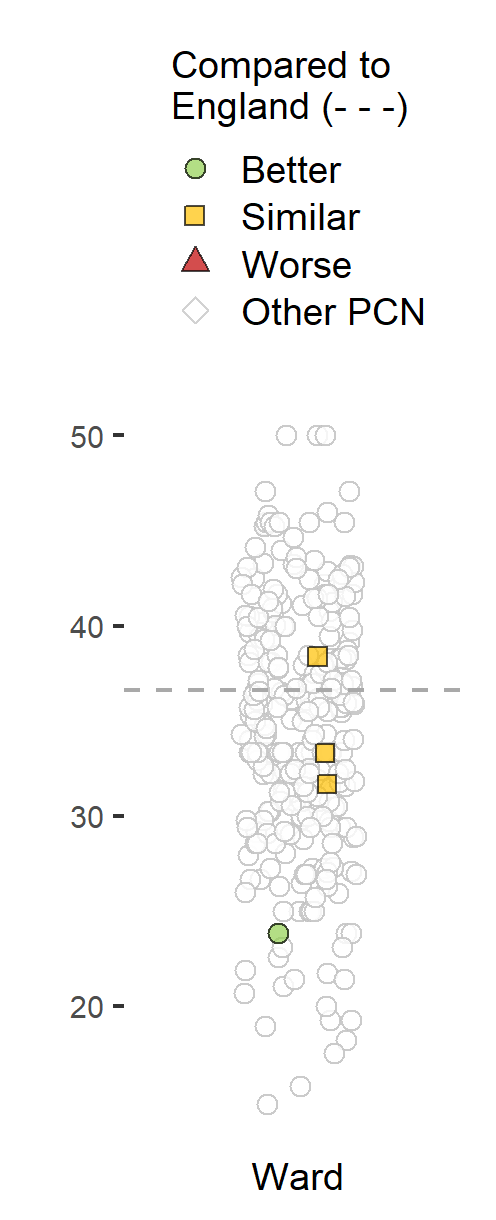 Compared to
England (- - -)
Better
Similar
Worse
Other PCN
50
40
30
20
Ward